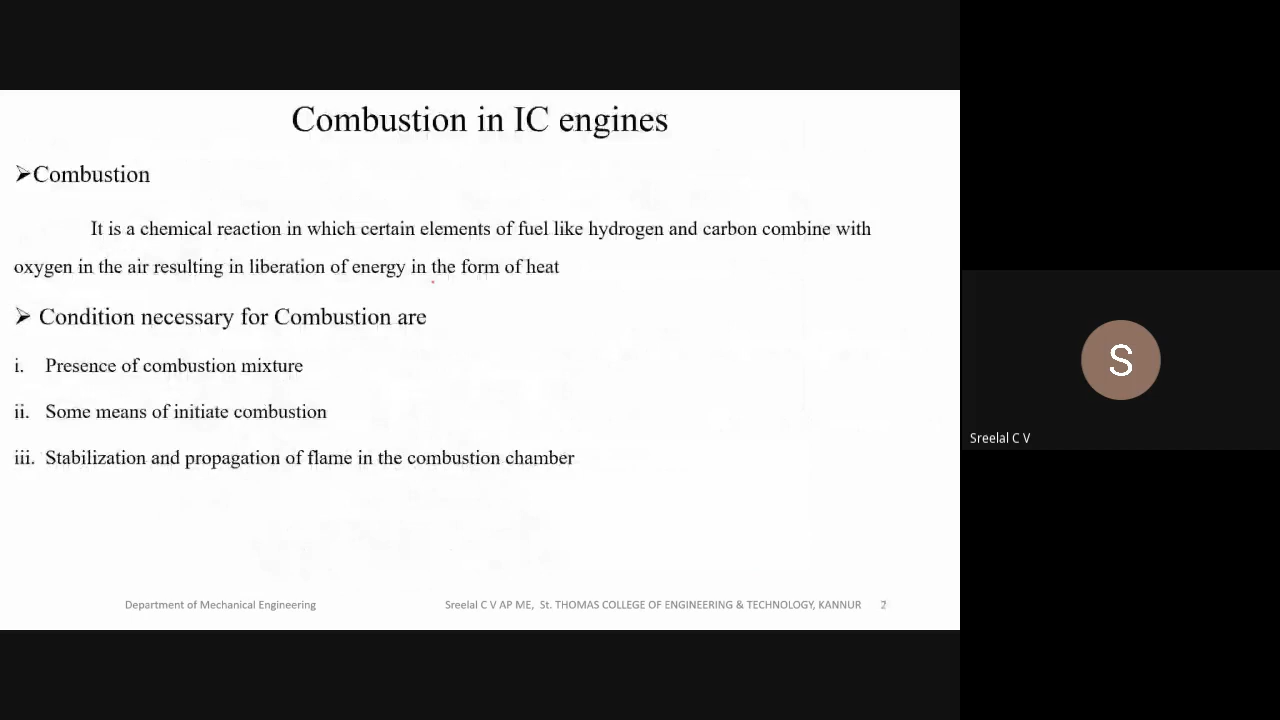 Combustion in IC engines
➢Combustion
It is a chemical reaction in which certain elements of fuel like hydrogen and carbon combine with
oxygen in the air resulting in liberation of energy in the form of heat
➢ Condition necessary for Combustion are
i. Presence of combustion mixture
ii. Some means of initiate combustion
iii. Stabilization and propagation of flame in the combustion chamber
Department of Mechanical Engineering
Sreelal C V AP ME, St. THOMAS COLLEGE OF ENGINEERING & TECHNOLOGY, KANNUR 2
S
Sreelal C V